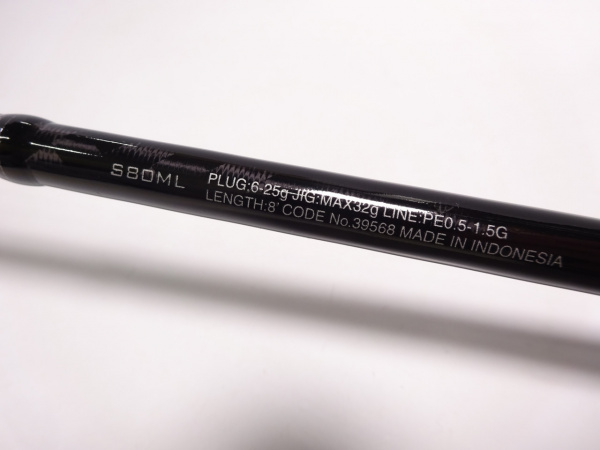 S80ML
PLUG:6-25g JIG:MAX32g LINE:PE0.5-1.5G
LENGTH:8' CODE No.39568 MADE IN INDONESIA